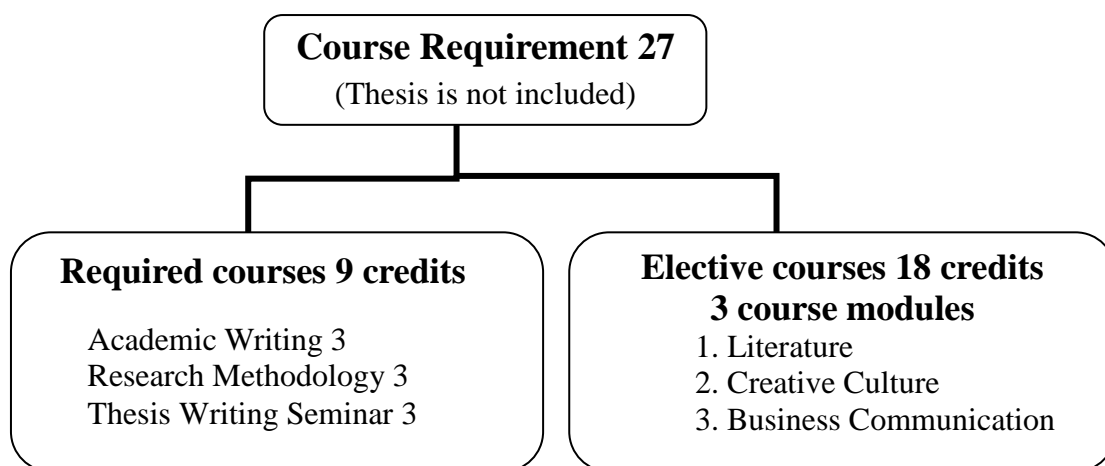 Course Requirement 27
(Thesis is not included)
Required courses 9 credits
Academic Writing 3
Research Methodology 3
Thesis Writing Seminar 3
Elective courses 18 credits
3 course modules
1. Literature
2. Creative Culture
3. Business Communication